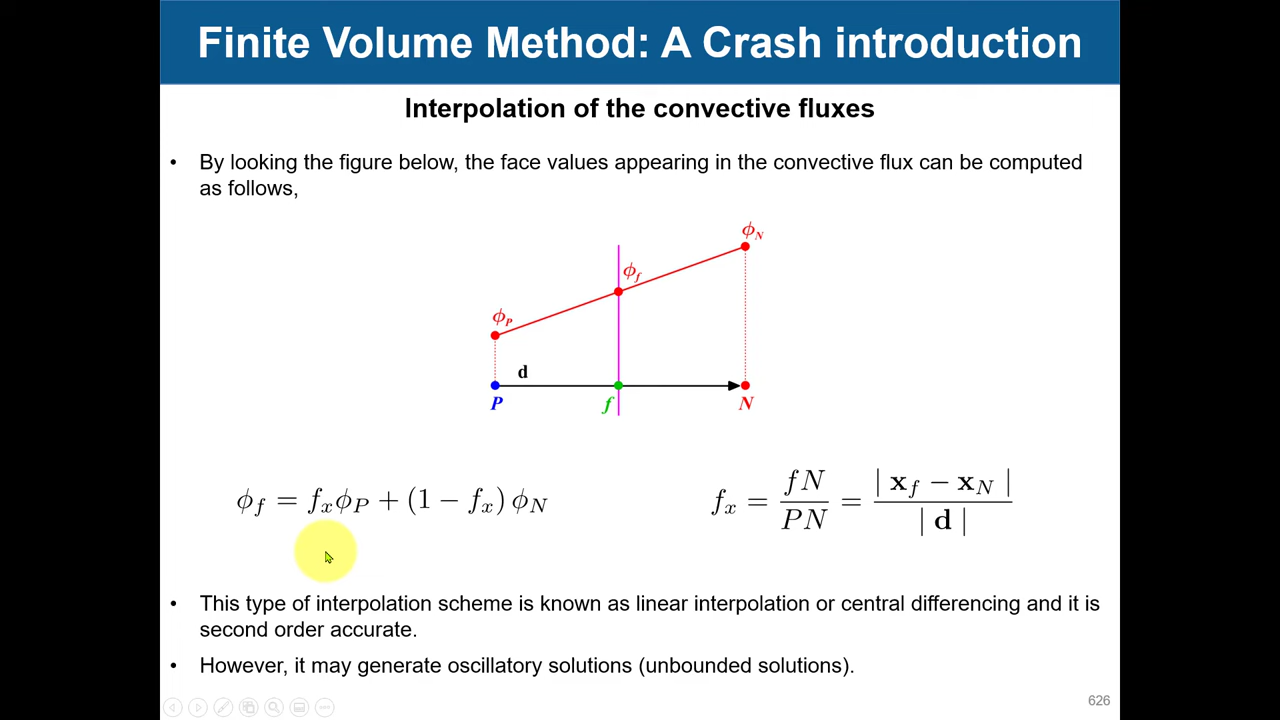 Finite Volume Method: A Crash introduction
Interpolation of the convective fluxes
• By looking the figure below, the face values appearing in the convective flux can be computed
as follows,
ϕ_N
ϕ_f
ϕ_P
d
P
f
N
ϕ_f = f_x ϕ_P + (1 − f_x) ϕ_N
f_x = fN / PN = | x_f − x_N | / | d |
• This type of interpolation scheme is known as linear interpolation or central differencing and it is
second order accurate.
• However, it may generate oscillatory solutions (unbounded solutions).
626